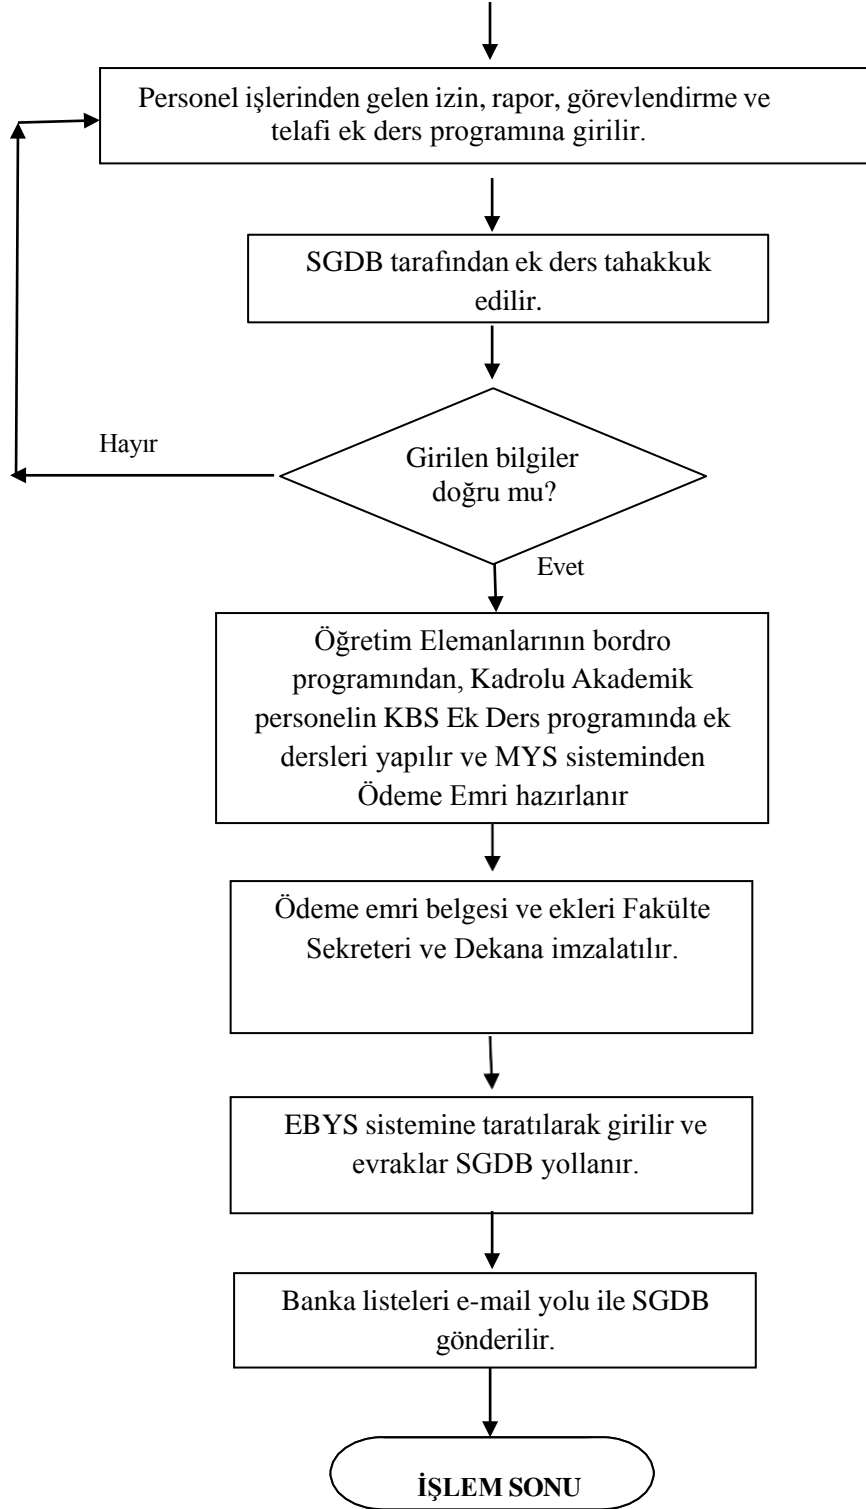 Personel işlerinden gelen izin, rapor, görevlendirme ve
telafi ek ders programına girilir.
SGDB tarafından ek ders tahakkuk
edilir.
Hayır
Girilen bilgiler
doğru mu?
Evet
Öğretim Elemanlarının bordro
programından, Kadrolu Akademik
personelin KBS Ek Ders programında ek
dersleri yapılır ve MYS sisteminden
Ödeme Emri hazırlanır
Ödeme emri belgesi ve ekleri Fakülte
Sekreteri ve Dekana imzalatılır.
EBYS sistemine taratılarak girilir ve
evraklar SGDB yollanır.
Banka listeleri e-mail yolu ile SGDB
gönderilir.
İŞLEM SONU